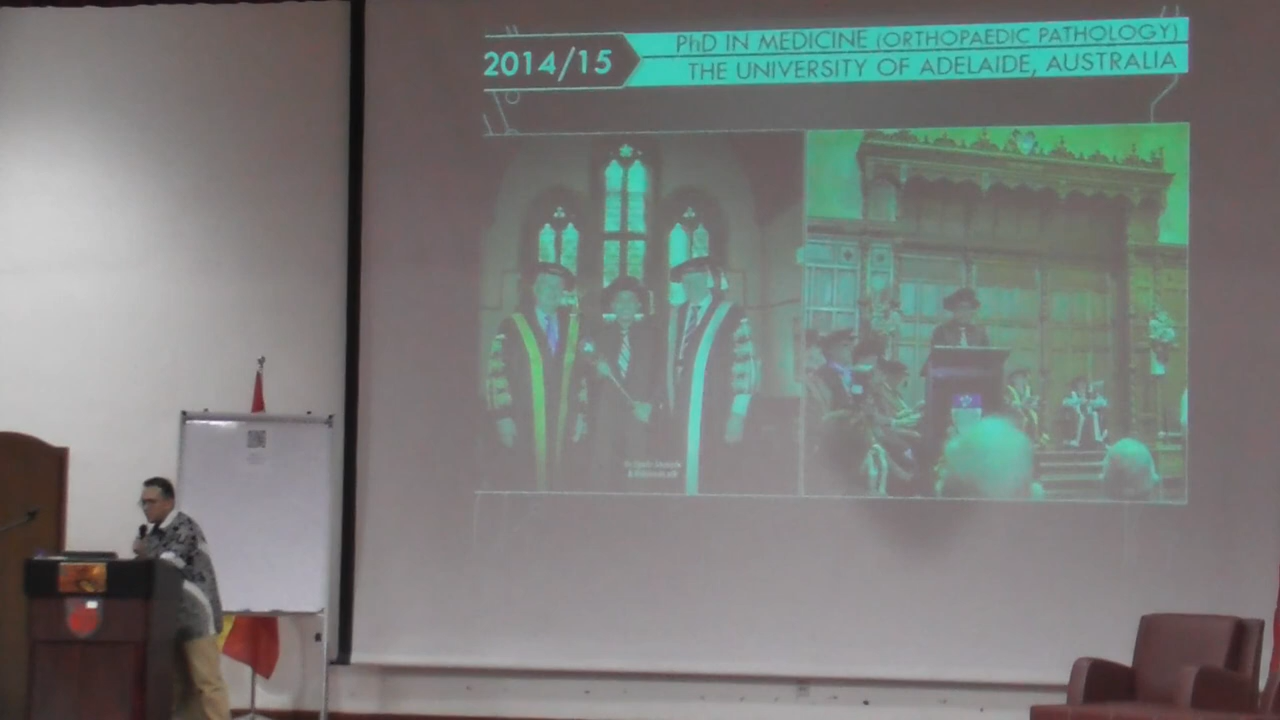 2014/15
PhD IN MEDICINE (ORTHOPAEDIC PATHOLOGY)
THE UNIVERSITY OF ADELAIDE, AUSTRALIA